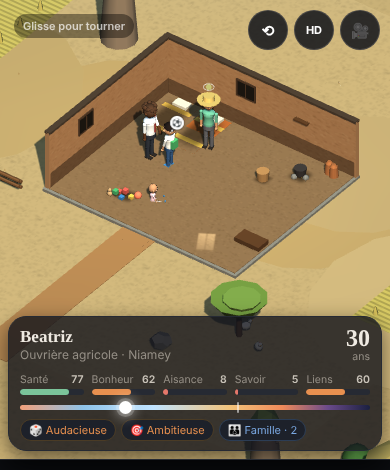 Glisse pour tourner
HD
Beatriz
30
Ouvrière agricole · Niamey
ans
Santé 77 Bonheur 62 Aisance 8 Savoir 5 Liens 60
Audacieuse Ambitieuse Famille · 2